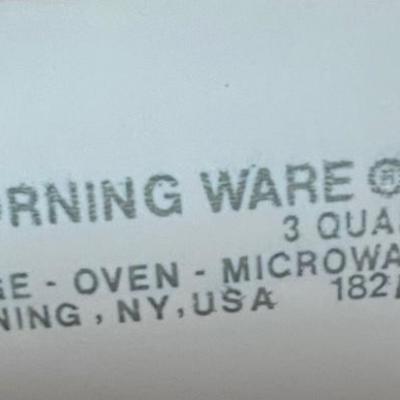 ORNING WARE®
3 QUA
GE - OVEN - MICROWA
NING, NY, USA 182